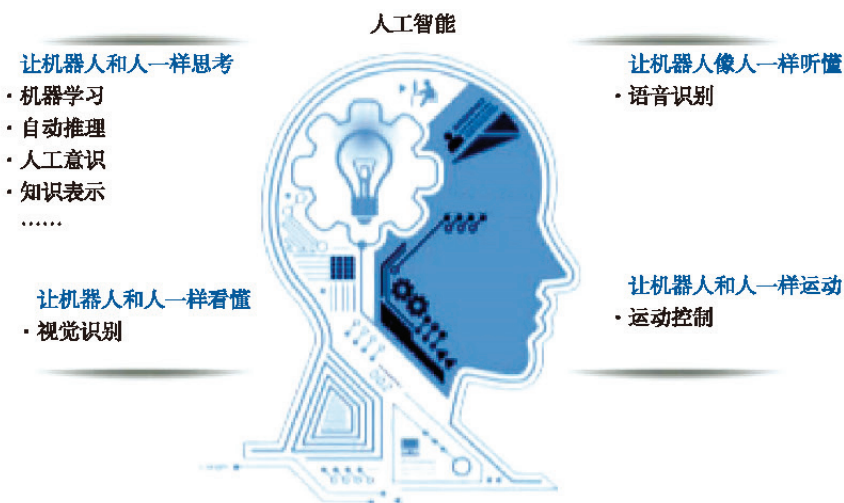 人工智能
让机器人和人一样思考
· 机器学习
· 自动推理
· 人工意识
· 知识表示
……
让机器人像人一样听懂
· 语音识别
让机器人和人一样看懂
· 视觉识别
让机器人和人一样运动
· 运动控制